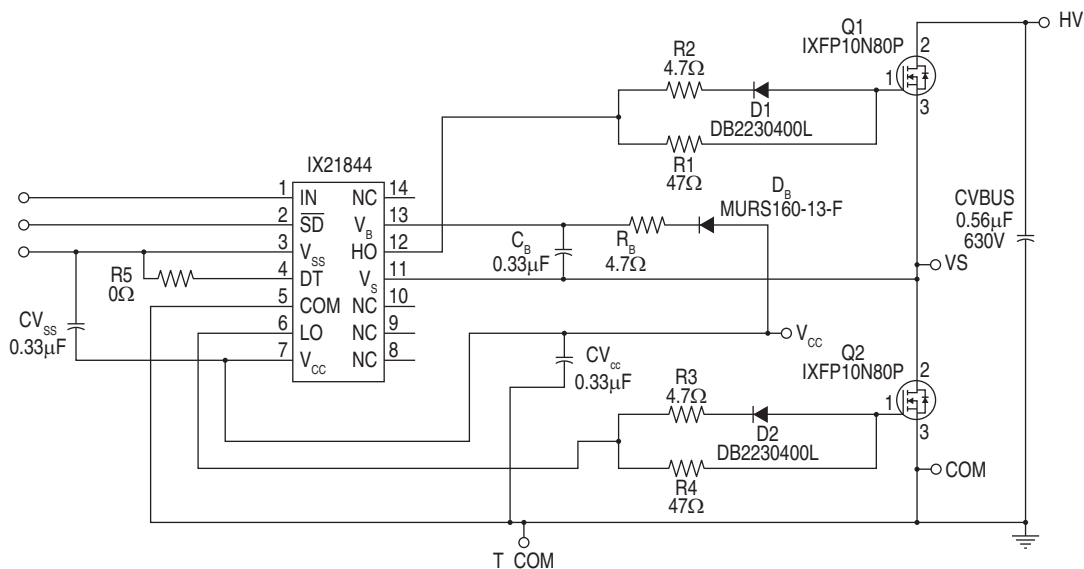 HV
Q1
IXFP10N80P
2
1
3
R2
4.7Ω
D1
DB2230400L
R1
47Ω
IX21844
1 IN NC 14
2 SD V_B 13
3 V_SS HO 12
4 DT V_S 11
5 COM NC 10
6 LO NC 9
7 V_CC NC 8
D_B
MURS160-13-F
C_B
0.33µF
R_B
4.7Ω
CVBUS
0.56µF
630V
VS
R5
0Ω
CV_SS
0.33µF
V_CC
CV_cc
0.33µF
Q2
IXFP10N80P
2
1
3
R3
4.7Ω
D2
DB2230400L
R4
47Ω
COM
T COM